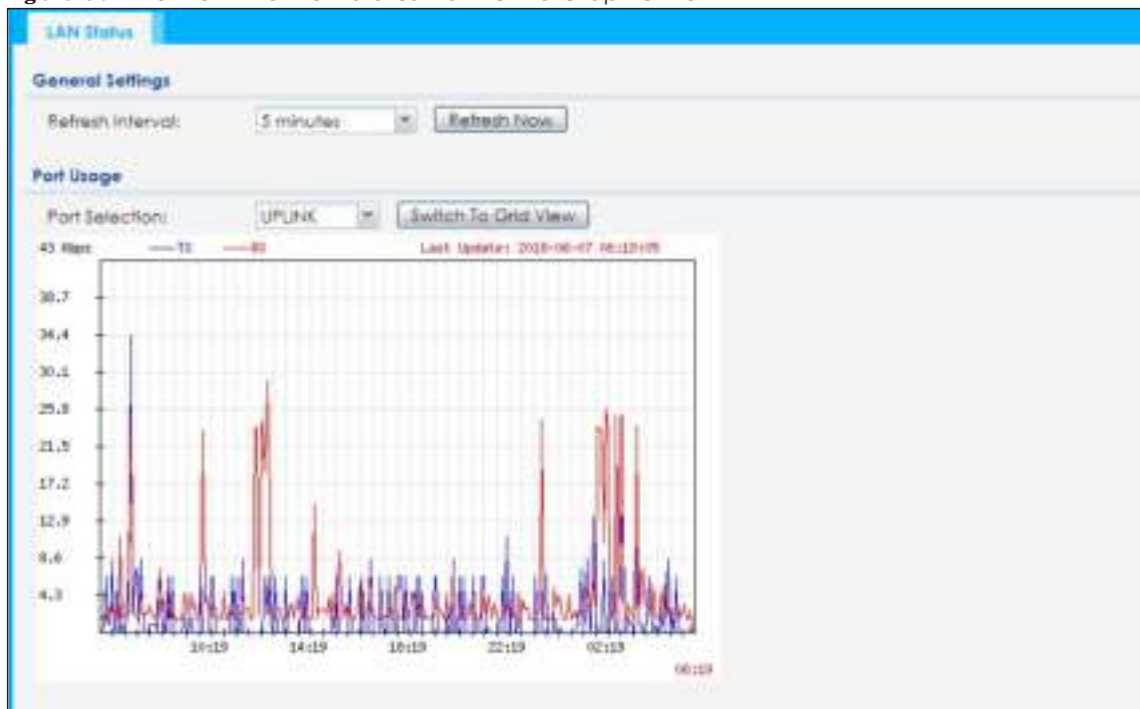 LAN Status
General Settings
Refresh Interval: 5 minutes Refresh Now
Port Usage
Port Selection: UPLINK Switch To Grid View
43 Kbps TX RX Last Update:
38.7
34.4
30.1
25.8
21.5
17.2
12.9
8.6
4.3
10:19 14:19 18:19 22:19 02:19
06:19